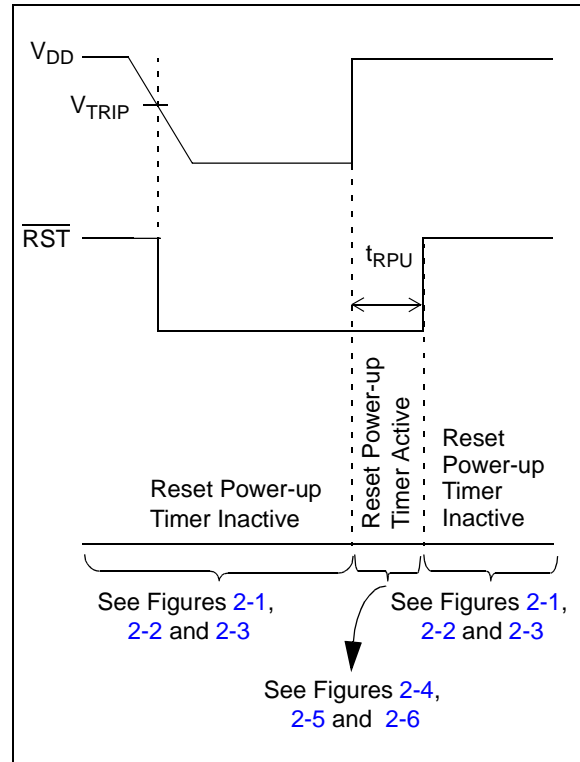 VDD
VTRIP
RST
tRPU
Reset Power-up
Timer Inactive
Reset Power-up
Timer Active
Reset
Power-up
Timer
Inactive
See Figures 2-1,
2-2 and 2-3
See Figures 2-1,
2-2 and 2-3
See Figures 2-4,
2-5 and 2-6